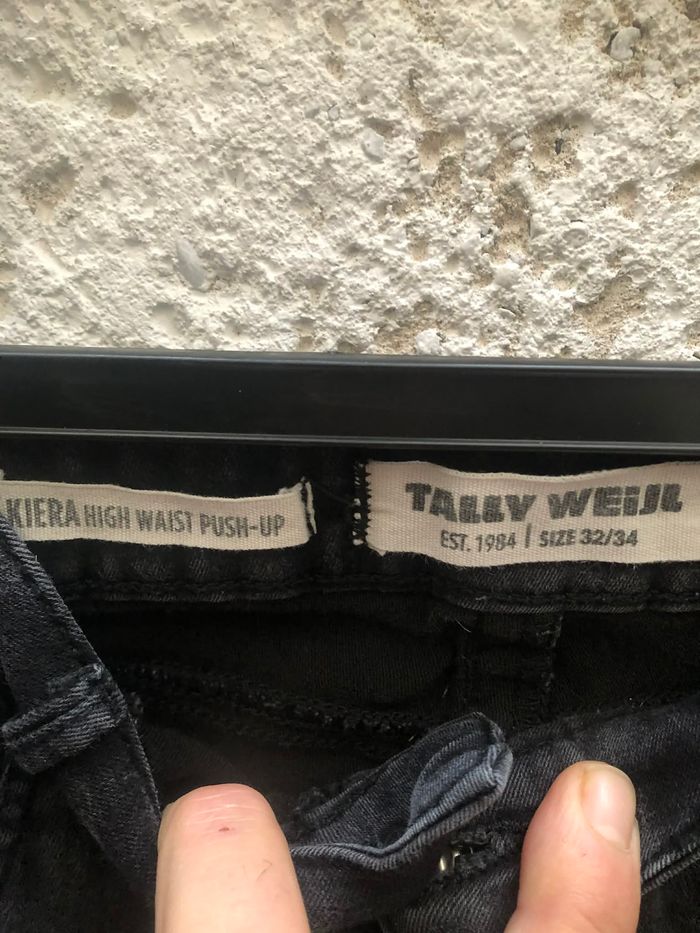 KIERA HIGH WAIST PUSH-UP
TALLY WEIJL
EST. 1984 | SIZE 32/34